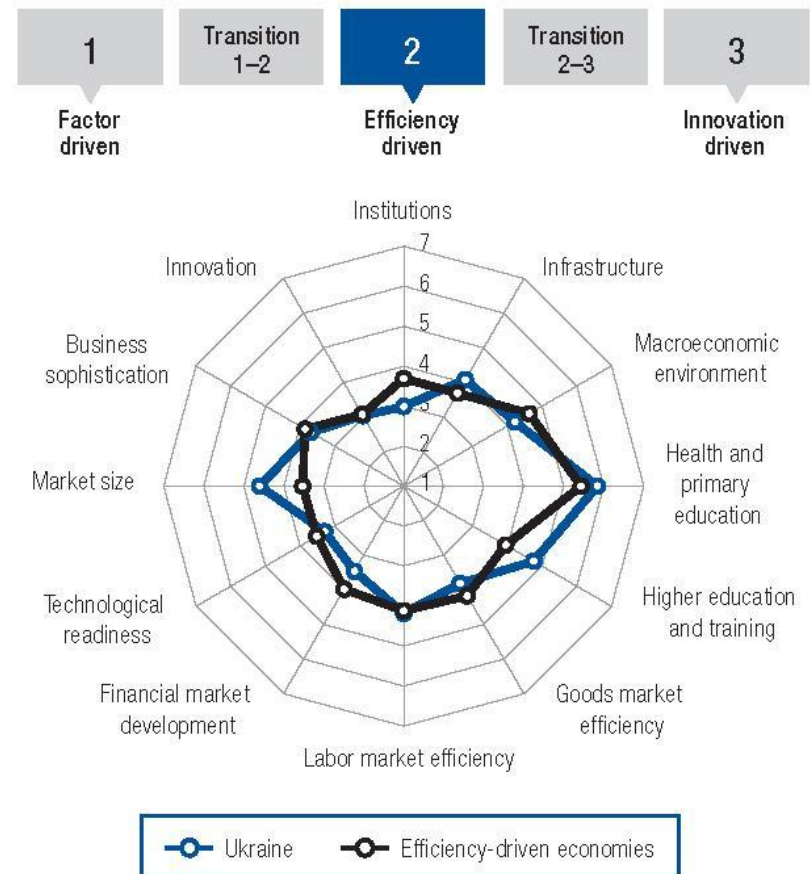 1
Transition
1–2
2
Transition
2–3
3
Factor
driven
Efficiency
driven
Innovation
driven
Institutions
7
6
5
4
3
2
1
Infrastructure
Macroeconomic
environment
Health and
primary
education
Higher education
and training
Goods market
efficiency
Labor market efficiency
Financial market
development
Technological
readiness
Market size
Business
sophistication
Innovation
Ukraine
Efficiency-driven economies